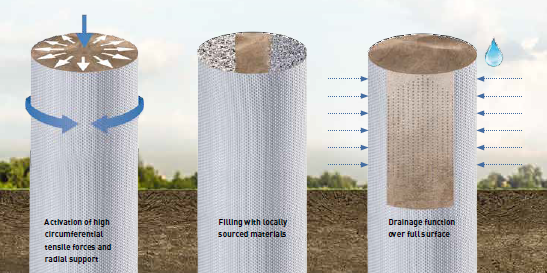 Activation of high
circumferential
tensile forces and
radial support
Filling with locally
sourced materials
Drainage function
over full surface